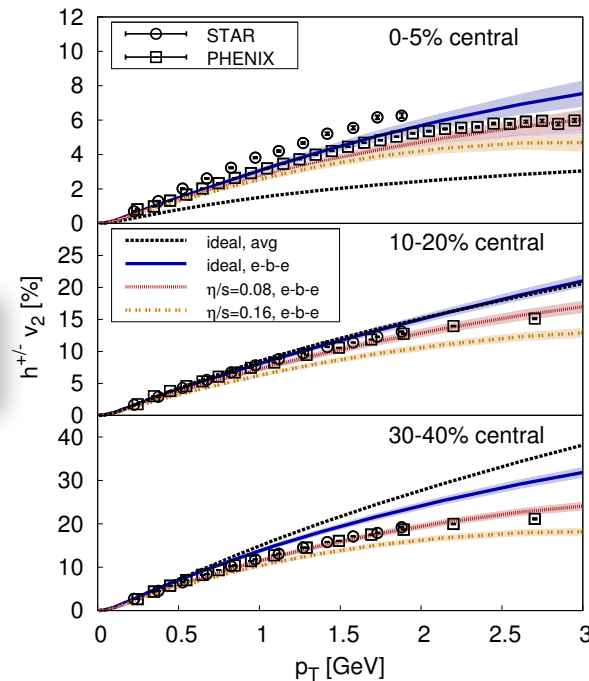 12
10
8
6
4
2
0
STAR
PHENIX
0-5% central
25
20
15
10
5
0
ideal, avg
ideal, e-b-e
η/s=0.08, e-b-e
η/s=0.16, e-b-e
10-20% central
h+/- v2 [%]
40
30
20
10
0
30-40% central
0 0.5 1 1.5 2 2.5 3
pT [GeV]